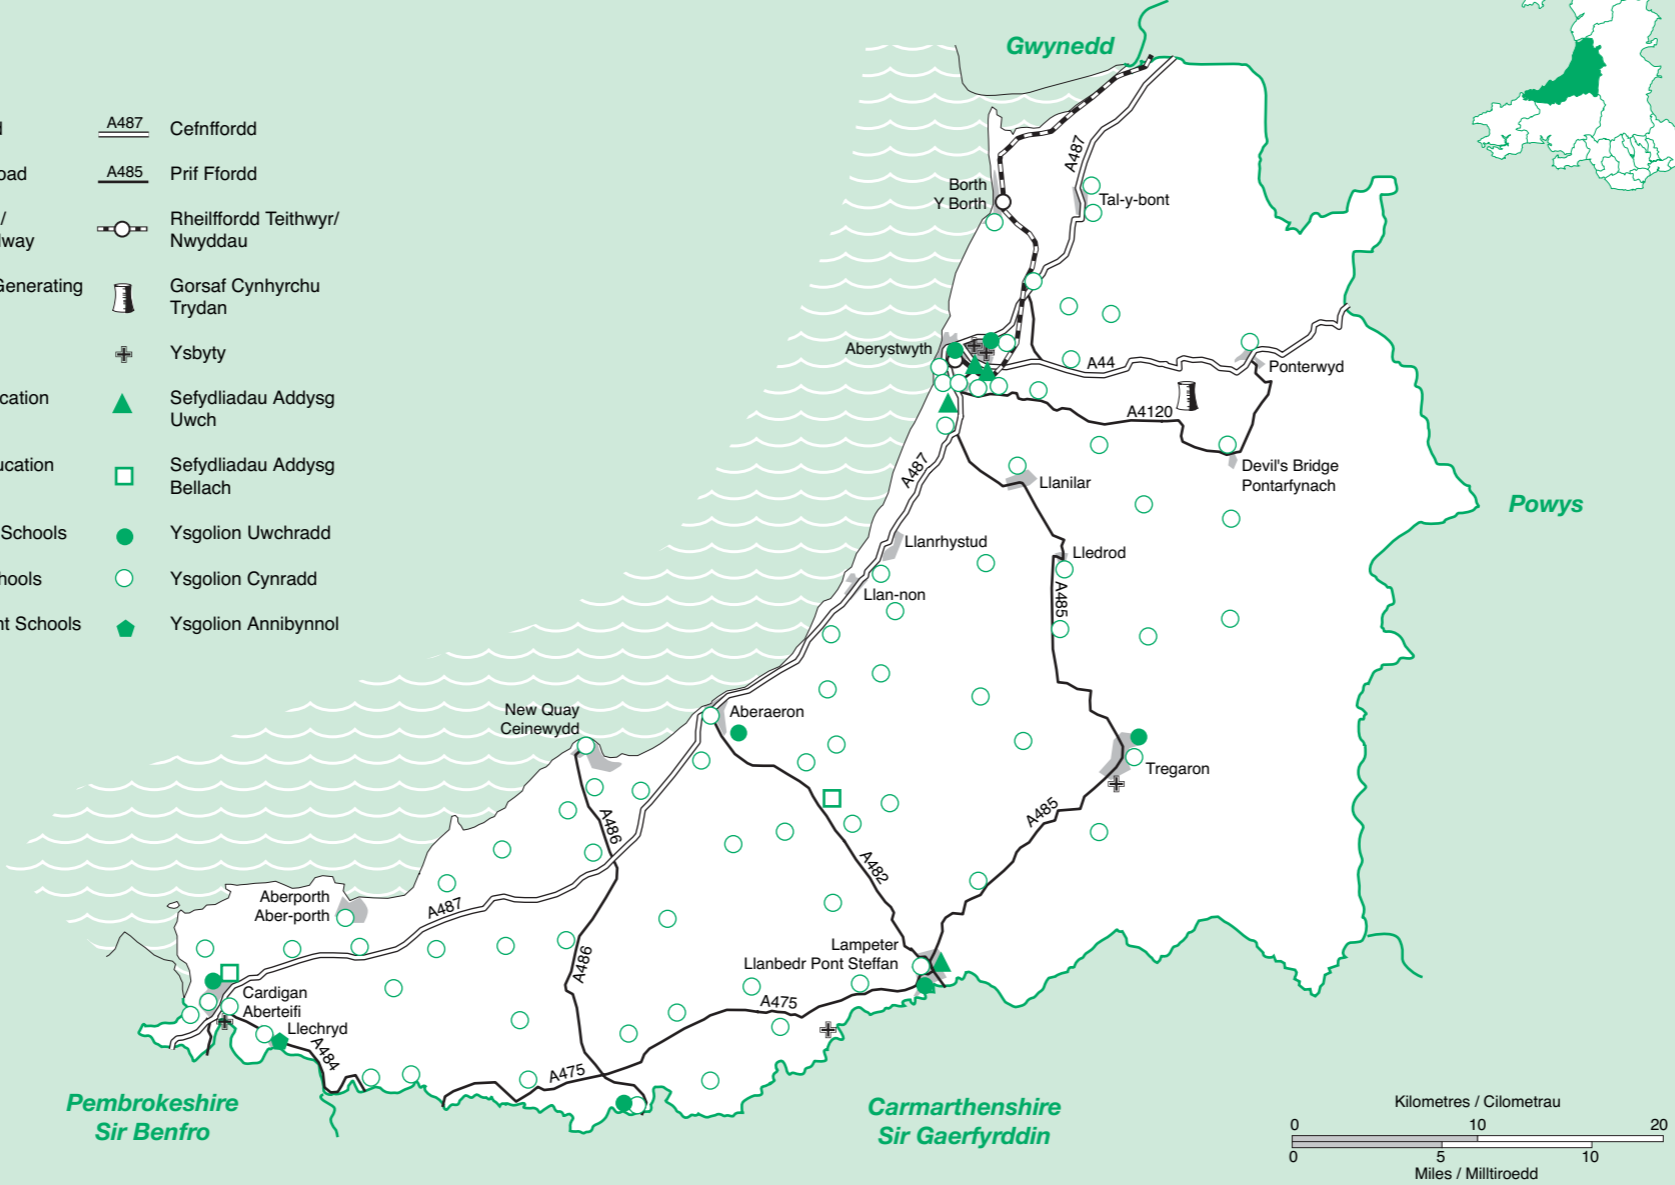 A487 Cefnffordd
oad A485 Prif Ffordd
/ Rheilffordd Teithwyr/
lway Nwyddau
Generating Gorsaf Cynhyrchu
Trydan
Ysbyty
cation Sefydliadau Addysg
Uwch
ucation Sefydliadau Addysg
Bellach
Schools Ysgolion Uwchradd
hools Ysgolion Cynradd
nt Schools Ysgolion Annibynnol
Gwynedd
A487
Borth
Y Borth
Tal-y-bont
Aberystwyth
A44
Ponterwyd
A4120
Devil's Bridge
Pontarfynach
A487
Llanilar
Powys
Llanrhystud
Lledrod
Llan-non
A485
New Quay
Ceinewydd
Aberaeron
Tregaron
A486
A485
A482
Aberporth
Aber-porth
A487
A486
Lampeter
Llanbedr Pont Steffan
Cardigan
Aberteifi
A475
Llechryd
A484
A475
Pembrokeshire
Sir Benfro
Carmarthenshire
Sir Gaerfyrddin
Kilometres / Cilometrau
0 10 20
0 5 10
Miles / Milltiroedd